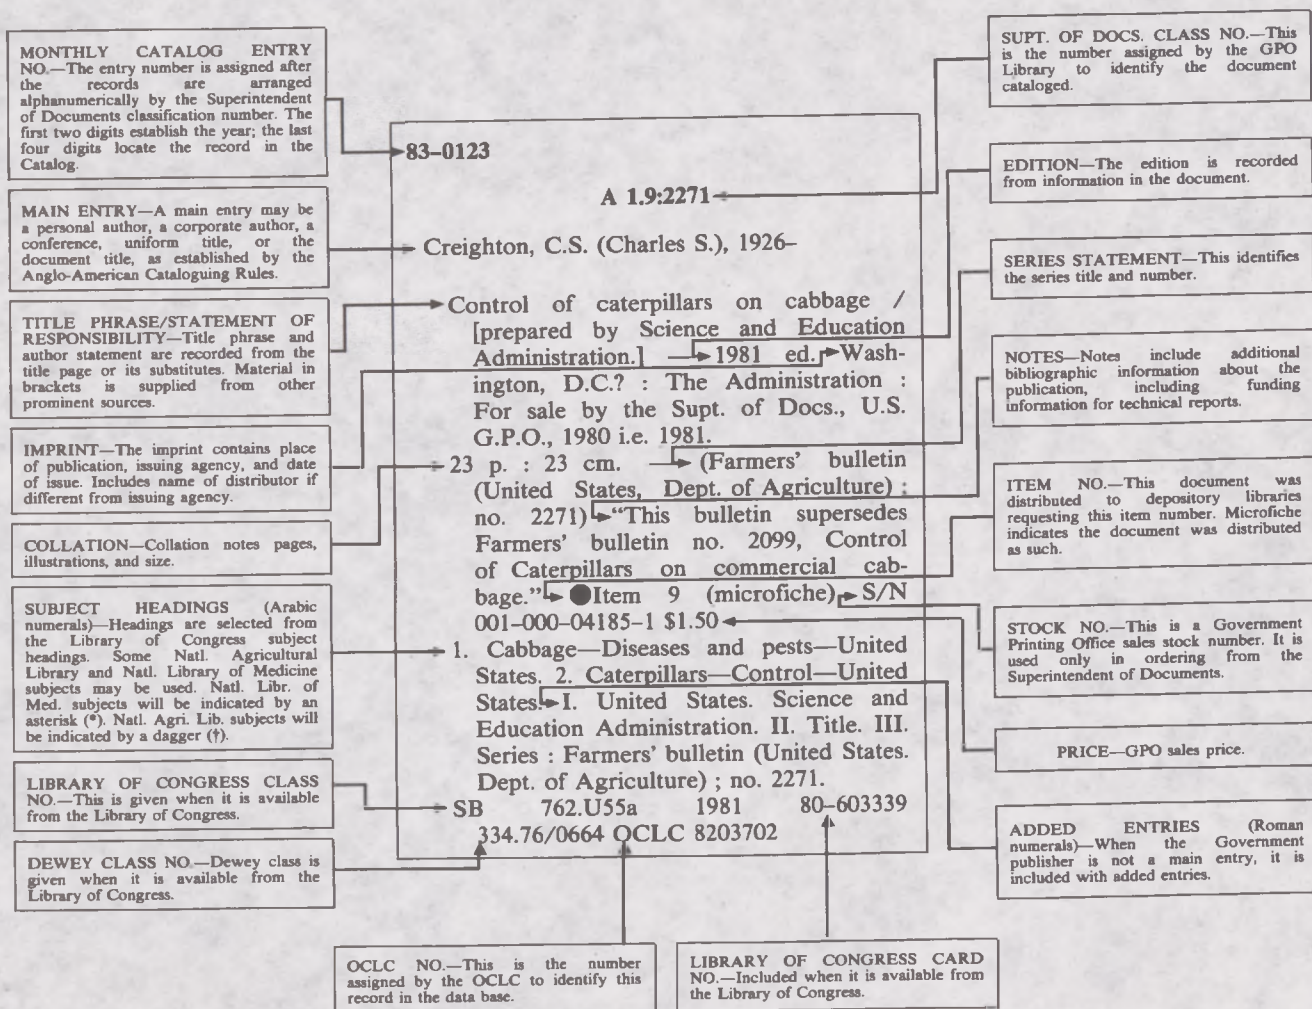 MONTHLY CATALOG ENTRY
NO.—The entry number is assigned after
the records are arranged
alphanumerically by the Superintendent
of Documents classification number. The
first two digits establish the year; the last
four digits locate the record in the
Catalog.
MAIN ENTRY—A main entry may be
a personal author, a corporate author, a
conference, uniform title, or the
document title, as established by the
Anglo-American Cataloguing Rules.
TITLE PHRASE/STATEMENT OF
RESPONSIBILITY—Title phrase and
author statement are recorded from the
title page or its substitutes. Material in
brackets is supplied from other
prominent sources.
IMPRINT—The imprint contains place
of publication, issuing agency, and date
of issue. Includes name of distributor if
different from issuing agency.
COLLATION—Collation notes pages,
illustrations, and size.
SUBJECT HEADINGS (Arabic
numerals)—Headings are selected from
the Library of Congress subject
headings. Some Natl. Agricultural
Library and Natl. Library of Medicine
subjects may be used. Natl. Libr. of
Med. subjects will be indicated by an
asterisk (*). Natl. Agri. Lib. subjects will
be indicated by a dagger (†).
LIBRARY OF CONGRESS CLASS
NO.—This is given when it is available
from the Library of Congress.
DEWEY CLASS NO.—Dewey class is
given when it is available from the
Library of Congress.
83–0123
A 1.9:2271
Creighton, C.S. (Charles S.), 1926–
Control of caterpillars on cabbage /
[prepared by Science and Education
Administration.] 1981 ed. Wash-
ington, D.C.? : The Administration :
For sale by the Supt. of Docs., U.S.
G.P.O., 1980 i.e. 1981.
23 p. : 23 cm. (Farmers' bulletin
(United States, Dept. of Agriculture) ;
no. 2271) “This bulletin supersedes
Farmers' bulletin no. 2099, Control
of Caterpillars on commercial cab-
bage.” ●Item 9 (microfiche) S/N
001–000–04185–1 $1.50
1. Cabbage—Diseases and pests—United
States. 2. Caterpillars—Control—United
States. I. United States. Science and
Education Administration. II. Title. III.
Series : Farmers' bulletin (United States.
Dept. of Agriculture) ; no. 2271.
SB 762.U55a 1981 80–603339
334.76/0664 OCLC 8203702
SUPT. OF DOCS. CLASS NO.—This
is the number assigned by the GPO
Library to identify the document
cataloged.
EDITION—The edition is recorded
from information in the document.
SERIES STATEMENT—This identifies
the series title and number.
NOTES—Notes include additional
bibliographic information about the
publication, including funding
information for technical reports.
ITEM NO.—This document was
distributed to depository libraries
requesting this item number. Microfiche
indicates the document was distributed
as such.
STOCK NO.—This is a Government
Printing Office sales stock number. It is
used only in ordering from the
Superintendent of Documents.
PRICE—GPO sales price.
ADDED ENTRIES (Roman
numerals)—When the Government
publisher is not a main entry, it is
included with added entries.
OCLC NO.—This is the number
assigned by the OCLC to identify this
record in the data base.
LIBRARY OF CONGRESS CARD
NO.—Included when it is available from
the Library of Congress.